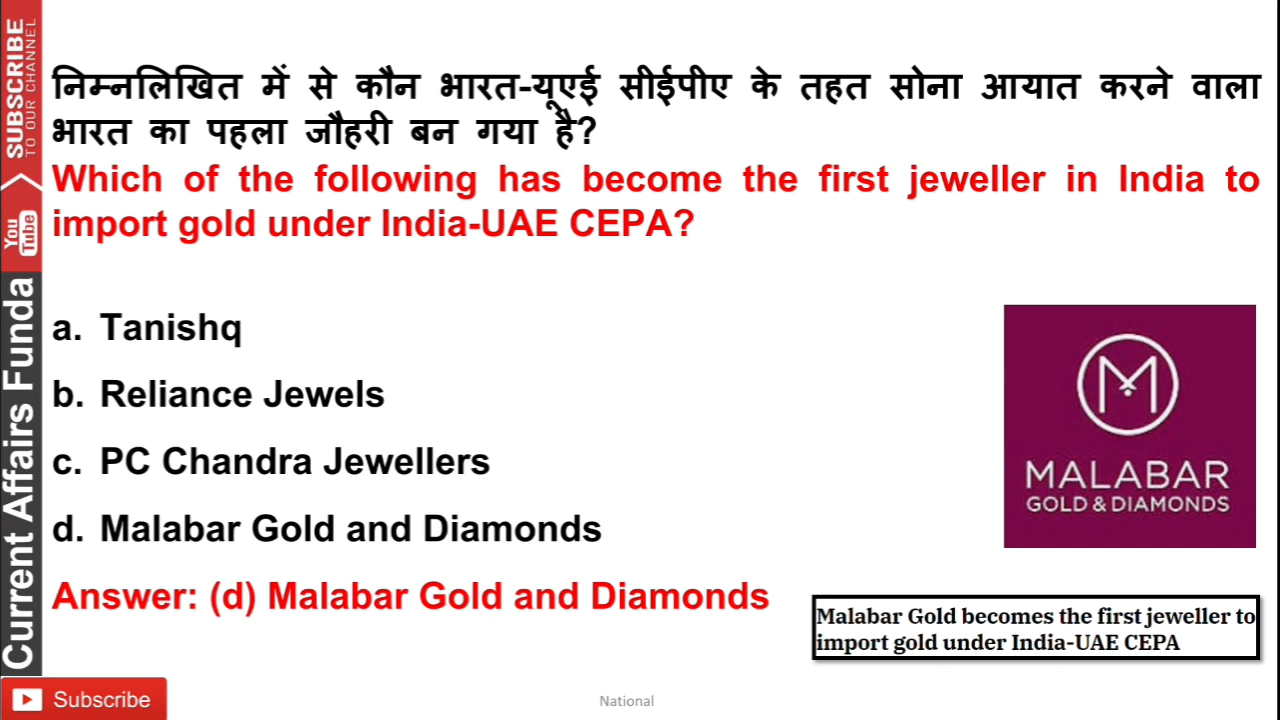 SUBSCRIBE
TO OUR CHANNEL
You
Tube
Current Affairs Funda
निम्नलिखित में से कौन भारत-यूएई सीईपीए के तहत सोना आयात करने वाला
भारत का पहला जौहरी बन गया है?
Which of the following has become the first jeweller in India to
import gold under India-UAE CEPA?
a. Tanishq
b. Reliance Jewels
c. PC Chandra Jewellers
d. Malabar Gold and Diamonds
MALABAR
GOLD & DIAMONDS
Answer: (d) Malabar Gold and Diamonds
Malabar Gold becomes the first jeweller to
import gold under India-UAE CEPA
Subscribe
National